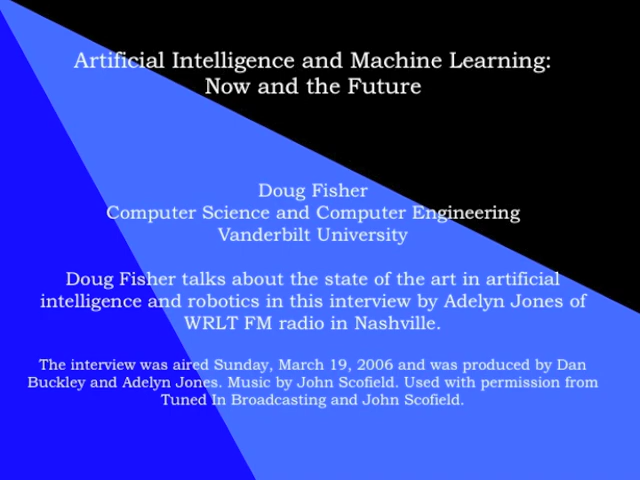 Artificial Intelligence and Machine Learning:
Now and the Future
Doug Fisher
Computer Science and Computer Engineering
Vanderbilt University
Doug Fisher talks about the state of the art in artificial
intelligence and robotics in this interview by Adelyn Jones of
WRLT FM radio in Nashville.
The interview was aired Sunday, March 19, 2006 and was produced by Dan
Buckley and Adelyn Jones. Music by John Scofield. Used with permission from
Tuned In Broadcasting and John Scofield.